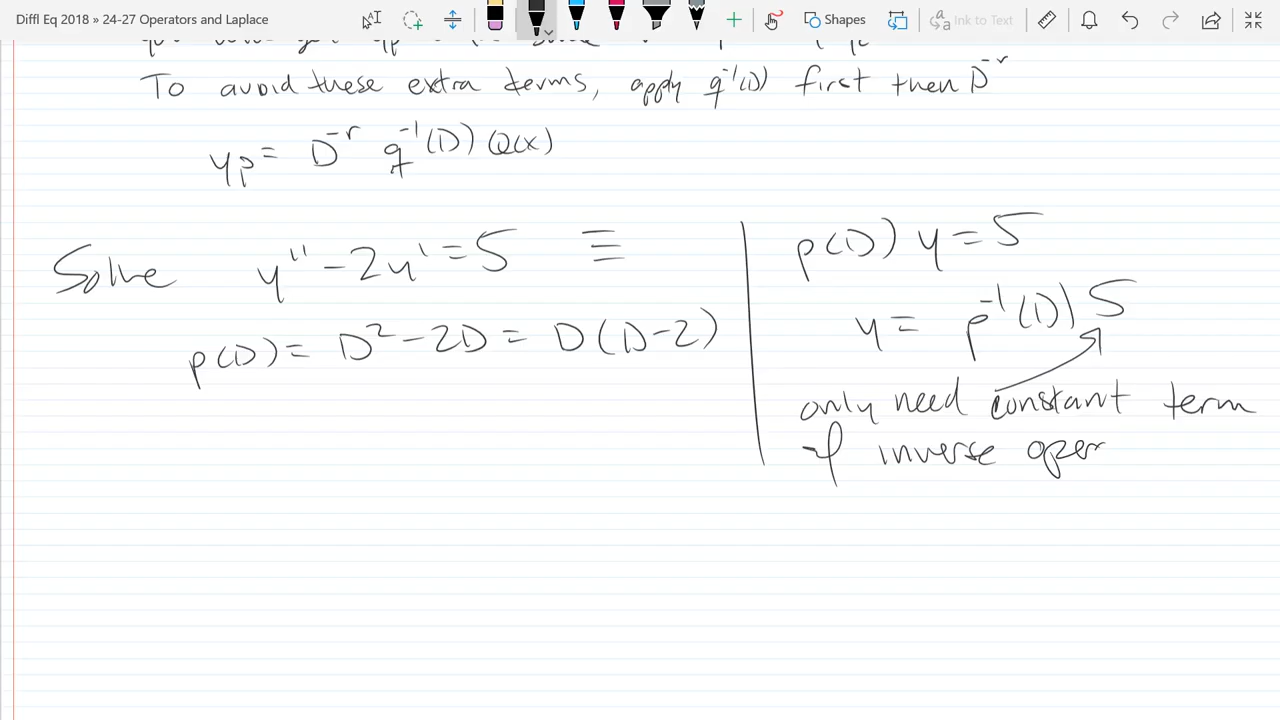 Diffl Eq 2018 » 24-27 Operators and Laplace
Shapes
Ink to Text
To avoid these extra terms, apply q⁻¹(D) first then D⁻ʳ
yp = D⁻ʳ q⁻¹(D) Q(x)
Solve y'' - 2y' = 5 ≡
p(D) = D² - 2D = D(D-2)
p(D) y = 5
y = p⁻¹(D) 5
only need constant term
of inverse oper